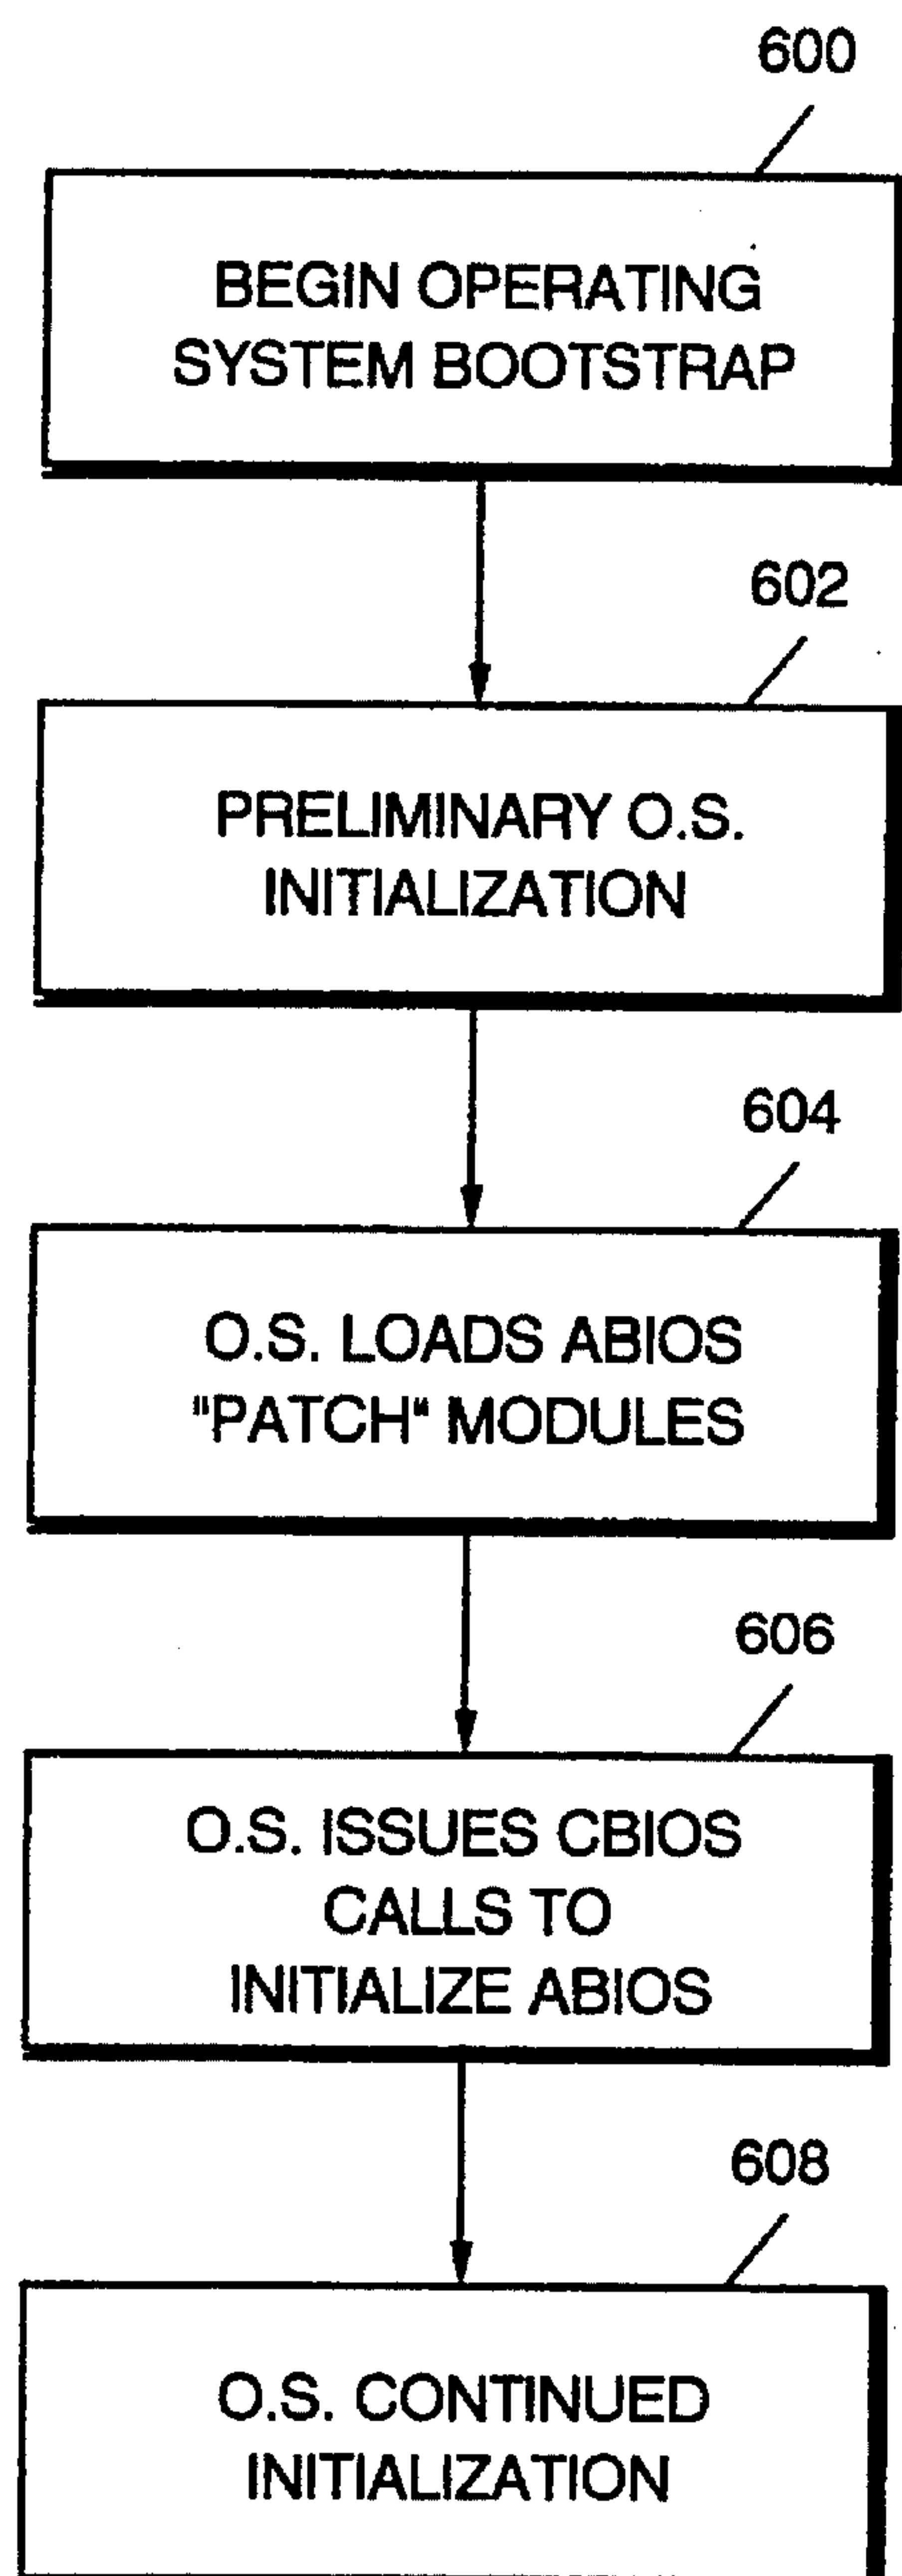 600
BEGIN OPERATING
SYSTEM BOOTSTRAP
602
PRELIMINARY O.S.
INITIALIZATION
604
O.S. LOADS ABIOS
"PATCH" MODULES
606
O.S. ISSUES CBIOS
CALLS TO
INITIALIZE ABIOS
608
O.S. CONTINUED
INITIALIZATION